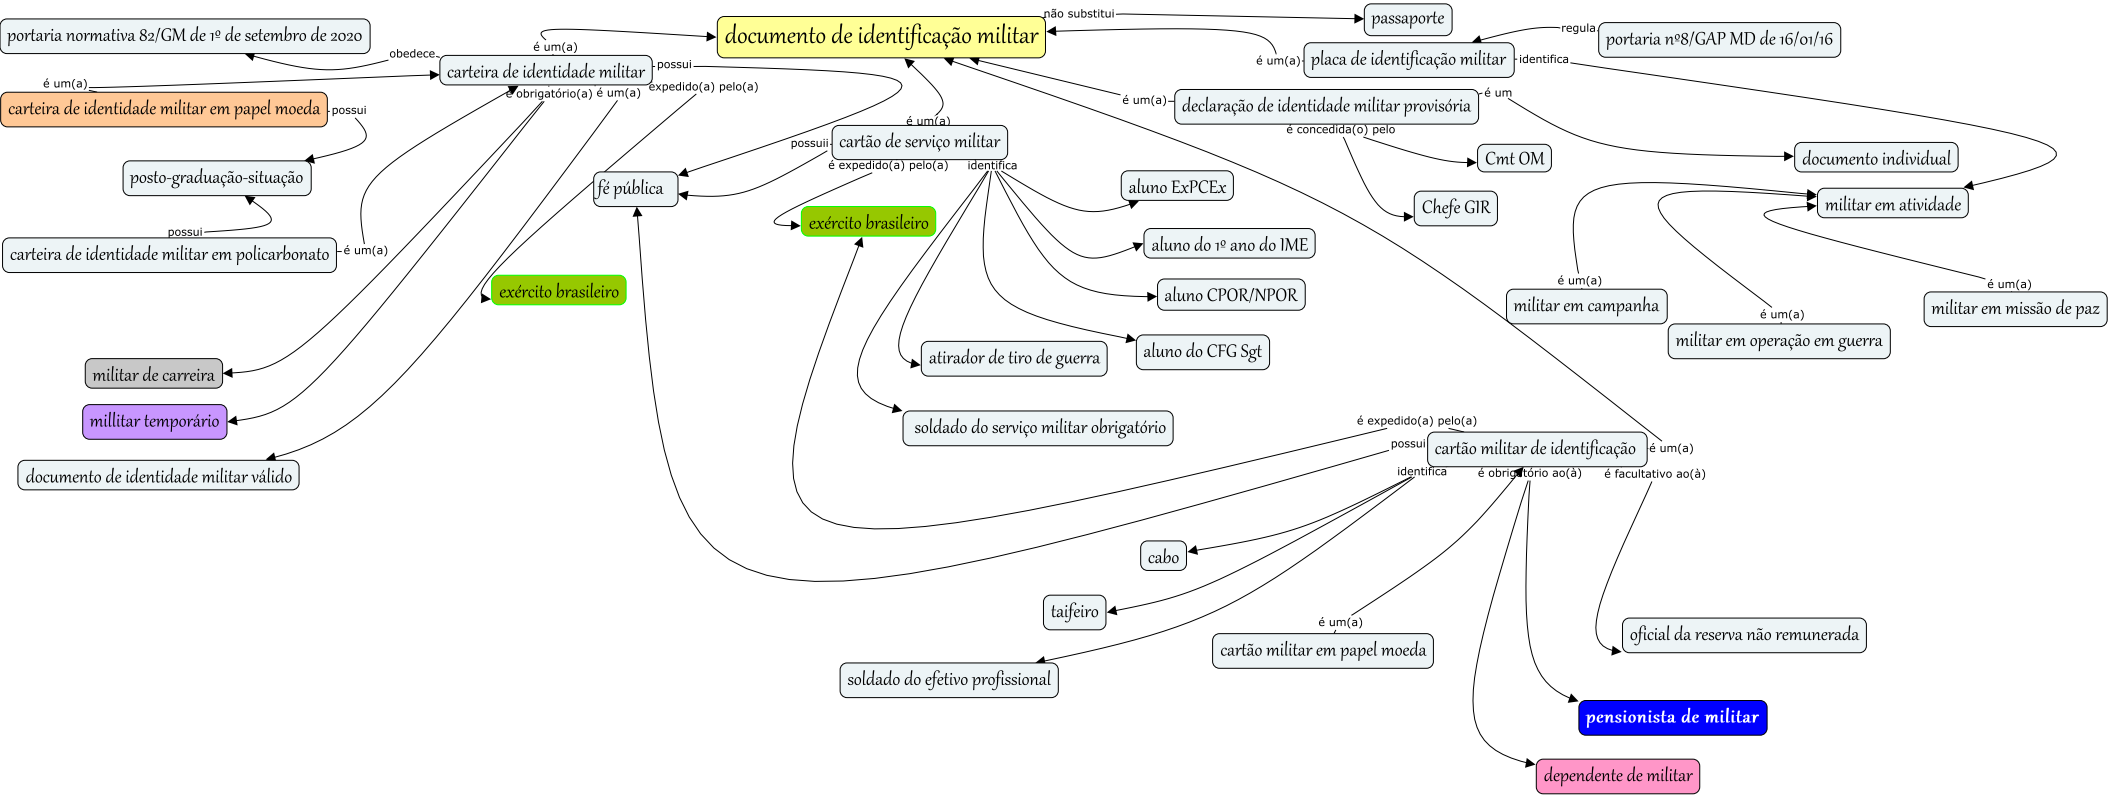 não substitui
passaporte
portaria normativa 82/GM de 1º de setembro de 2020
documento de identificação militar
regula
portaria nº8/GAP MD de 16/01/16
é um(a)
obedece
carteira de identidade militar
possui
é um(a)
placa de identificação militar
identifica
é um(a)
carteira de identidade militar em papel moeda
possui
é obrigatório(a)
é um(a)
expedido(a) pelo(a)
é um(a)
declaração de identidade militar provisória
é um
é concedida(o) pelo
é um(a)
cartão de serviço militar
possuii
é expedido(a) pelo(a)
identifica
Cmt OM
documento individual
posto-graduação-situação
fé pública
aluno ExPCEx
Chefe GIR
militar em atividade
exército brasileiro
possui
carteira de identidade militar em policarbonato
é um(a)
aluno do 1º ano do IME
exército brasileiro
aluno CPOR/NPOR
é um(a)
militar em campanha
é um(a)
militar em missão de paz
é um(a)
militar em operação em guerra
atirador de tiro de guerra
aluno do CFG Sgt
militar de carreira
millitar temporário
soldado do serviço militar obrigatório
é expedido(a) pelo(a)
possui
cartão militar de identificação
é um(a)
identifica
é obrigatório ao(à)
é facultativo ao(à)
documento de identidade militar válido
cabo
taifeiro
é um(a)
cartão militar em papel moeda
oficial da reserva não remunerada
soldado do efetivo profissional
pensionista de militar
dependente de militar